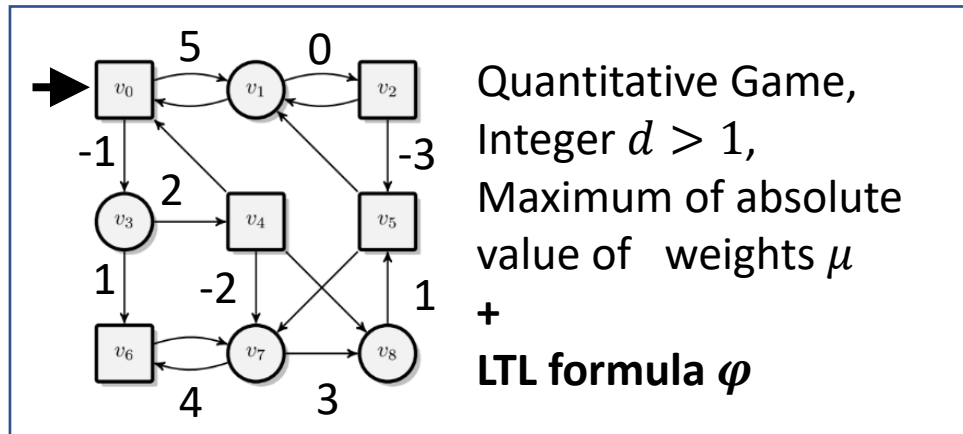 5 0
v₀ v₁ v₂
-1 -3
2
v₃ v₄ v₅
1 -2 1
v₆ v₇ v₈
4 3
Quantitative Game,
Integer d > 1,
Maximum of absolute
value of weights μ
+
LTL formula φ